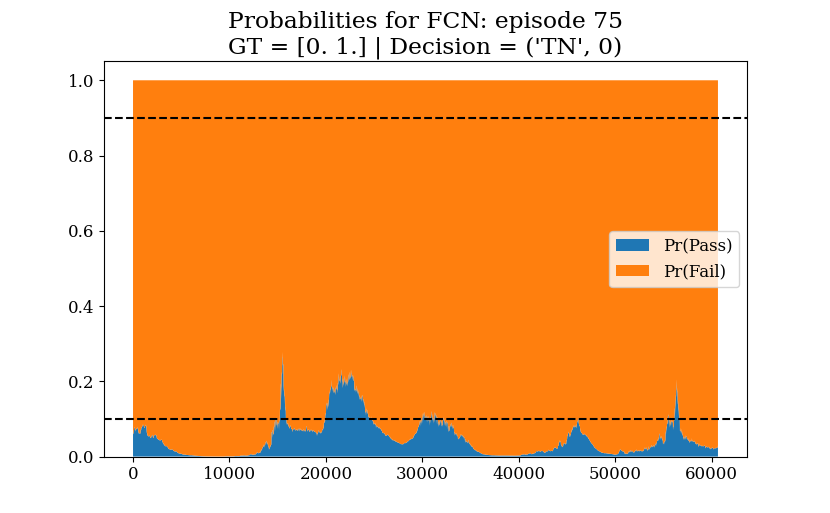 Probabilities for FCN: episode 75
GT = [0. 1.] | Decision = ('TN', 0)
1.0
0.8
0.6
0.4
0.2
0.0
Pr(Pass)
Pr(Fail)
0 10000 20000 30000 40000 50000 60000